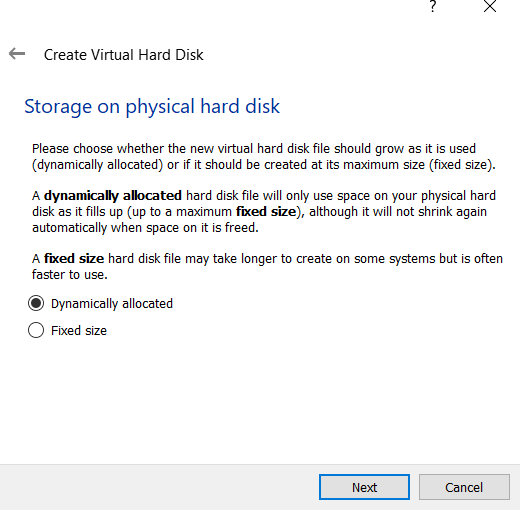 ?
Create Virtual Hard Disk
Storage on physical hard disk
Please choose whether the new virtual hard disk file should grow as it is used
(dynamically allocated) or if it should be created at its maximum size (fixed size).
A dynamically allocated hard disk file will only use space on your physical hard
disk as it fills up (up to a maximum fixed size), although it will not shrink again
automatically when space on it is freed.
A fixed size hard disk file may take longer to create on some systems but is often
faster to use.
Dynamically allocated
Fixed size
Next
Cancel